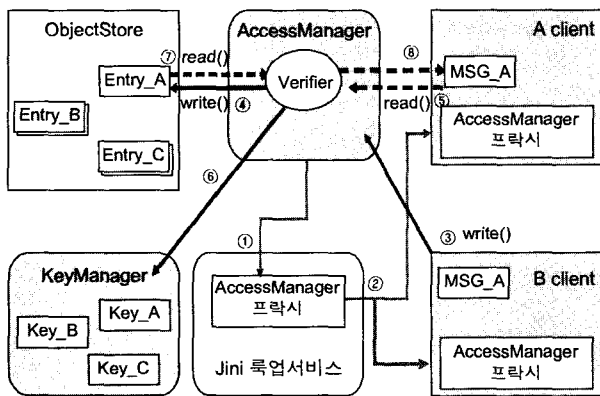 ObjectStore
AccessManager
A client
⑦ read()
⑧
Entry_A
Verifier
MSG_A
write() ④
read() ⑤
Entry_B
AccessManager
프락시
Entry_C
⑥
①
③ write()
KeyManager
②
B client
Key_A
AccessManager
프락시
MSG_A
Key_B
Key_C
Jini 룩업서비스
AccessManager
프락시